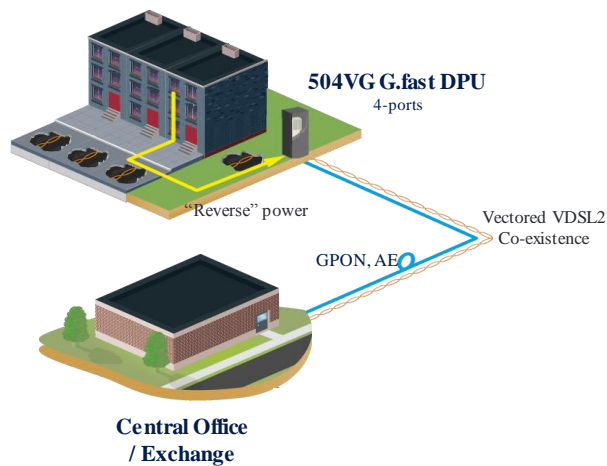 504VG G.fast DPU
4-ports
“Reverse” power
Vectored VDSL2
Co-existence
GPON, AE
Central Office
/ Exchange